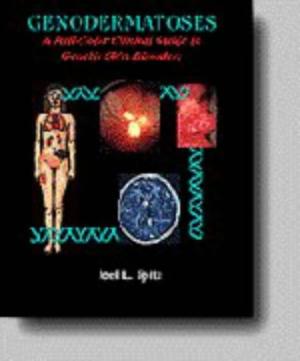 GENODERMATOSES
A Full-Color Clinical Guide to
Genetic Skin Disorders
Joel L. Spitz